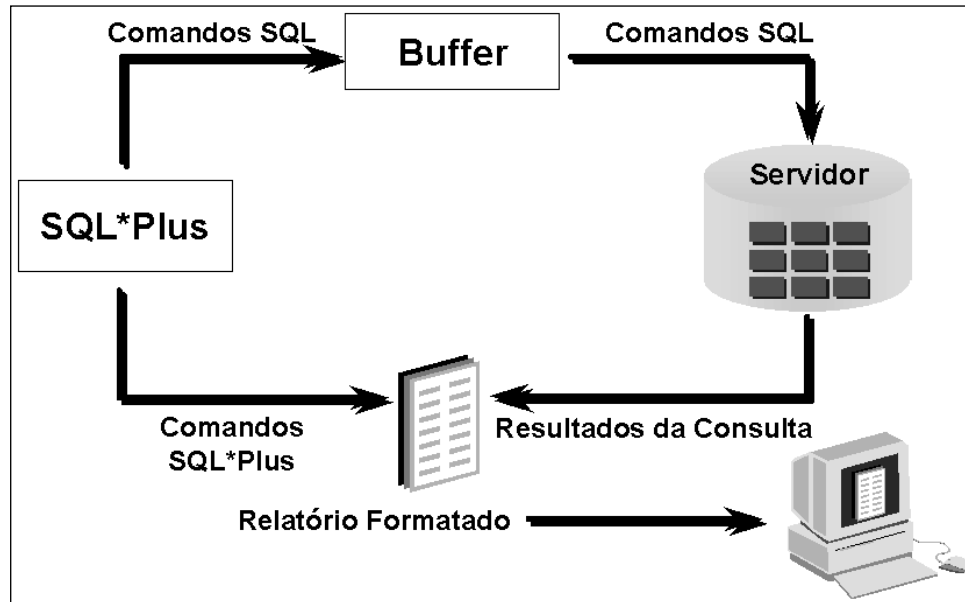 Comandos SQL
Buffer
Comandos SQL
Servidor
SQL*Plus
Comandos
SQL*Plus
Resultados da Consulta
Relatório Formatado